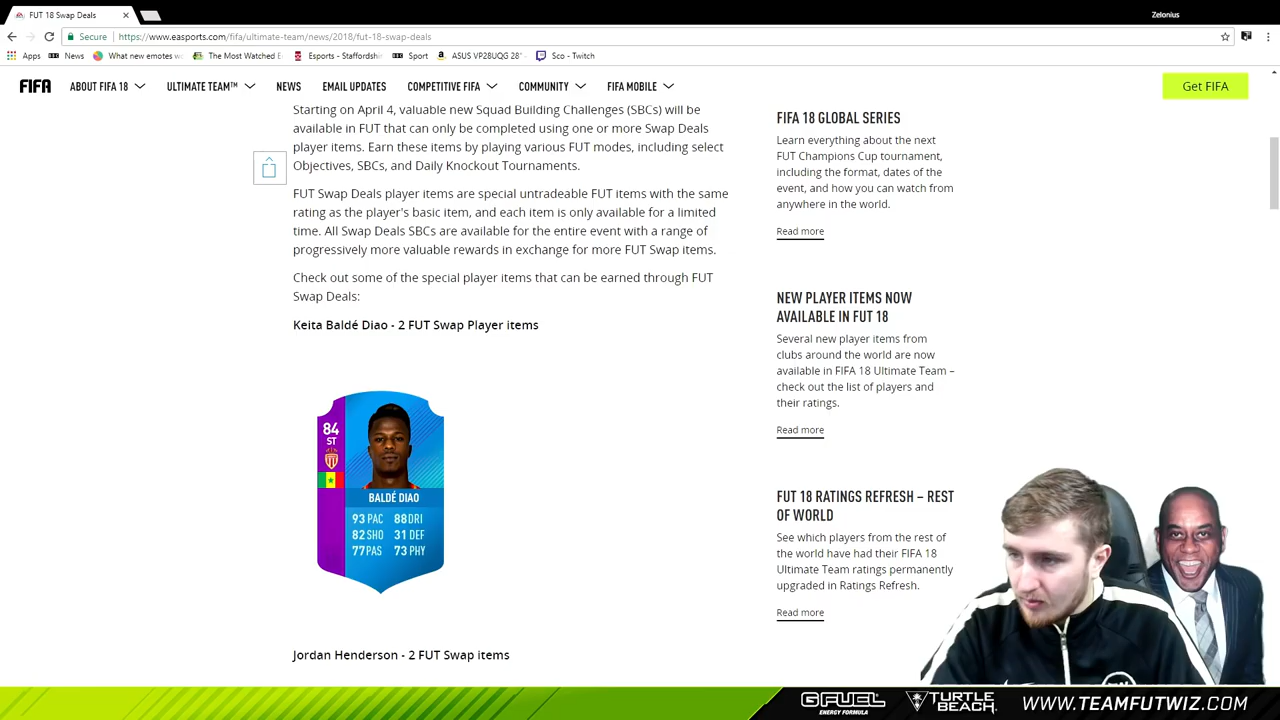 FUT 18 Swap Deals
Zelonius
Secure https://www.easports.com/fifa/ultimate-team/news/2018/fut-18-swap-deals
Apps News What new emotes w The Most Watched E Esports - Staffordshi Sport ASUS VP28UQG 28" Sco - Twitch
FIFA ABOUT FIFA 18 ULTIMATE TEAM™ NEWS EMAIL UPDATES COMPETITIVE FIFA COMMUNITY FIFA MOBILE Get FIFA
Starting on April 4, valuable new Squad Building Challenges (SBCs) will be
available in FUT that can only be completed using one or more Swap Deals
player items. Earn these items by playing various FUT modes, including select
Objectives, SBCs, and Daily Knockout Tournaments.
FUT Swap Deals player items are special untradeable FUT items with the same
rating as the player's basic item, and each item is only available for a limited
time. All Swap Deals SBCs are available for the entire event with a range of
progressively more valuable rewards in exchange for more FUT Swap items.
Check out some of the special player items that can be earned through FUT
Swap Deals:
Keita Baldé Diao - 2 FUT Swap Player items
84
ST
BALDÉ DIAO
93 PAC 88 DRI
82 SHO 31 DEF
77 PAS 73 PHY
Jordan Henderson - 2 FUT Swap items
FIFA 18 GLOBAL SERIES
Learn everything about the next
FUT Champions Cup tournament,
including the format, dates of the
event, and how you can watch from
anywhere in the world.
Read more
NEW PLAYER ITEMS NOW
AVAILABLE IN FUT 18
Several new player items from
clubs around the world are now
available in FIFA 18 Ultimate Team –
check out the list of players and
their ratings.
Read more
FUT 18 RATINGS REFRESH – REST
OF WORLD
See which players from the rest of
the world have had their FIFA 18
Ultimate Team ratings permanently
upgraded in Ratings Refresh.
Read more
G FUEL
ENERGY FORMULA
TURTLE
BEACH
WWW.TEAMFUTWIZ.COM